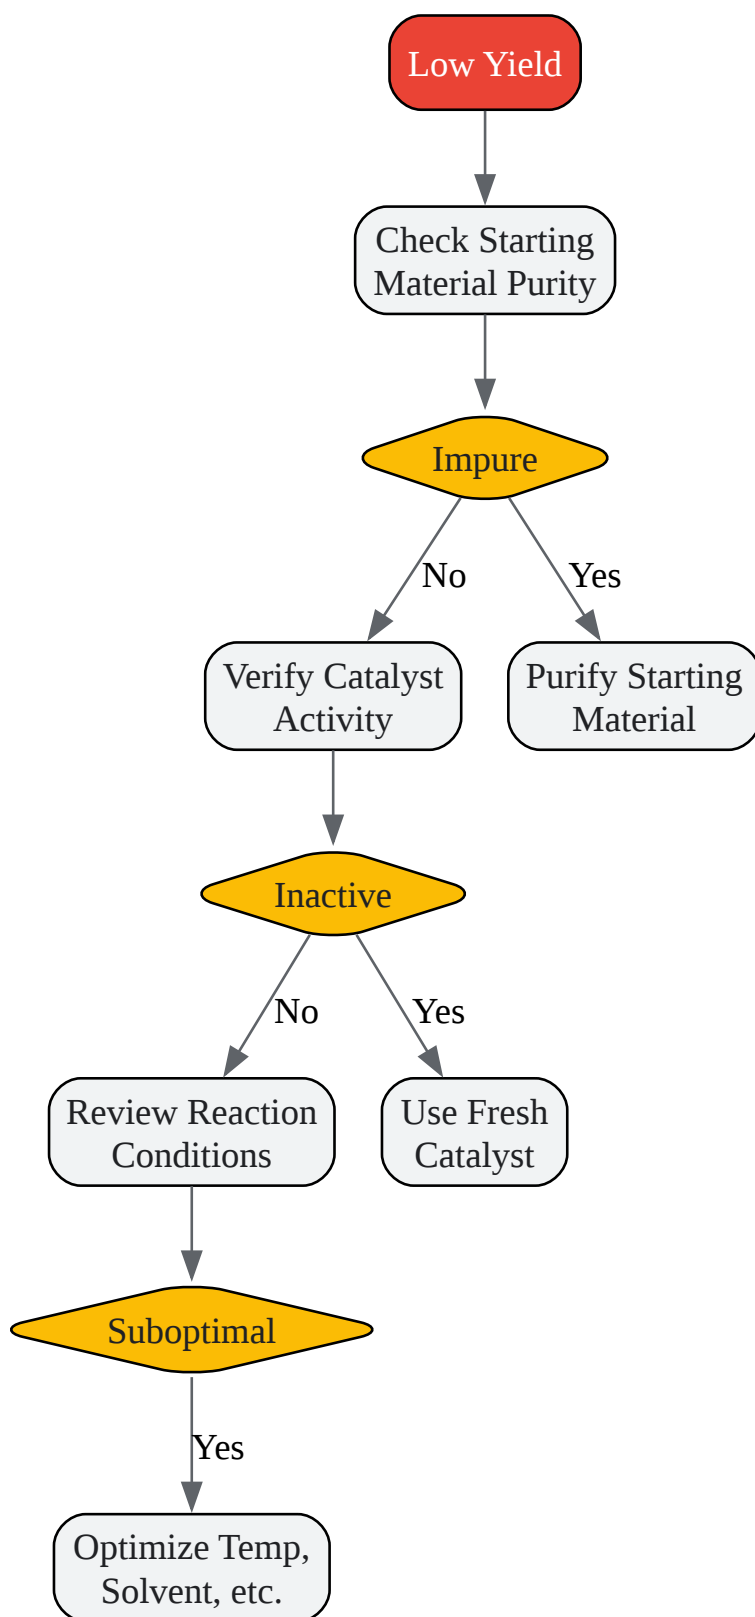 Low Yield
Check Starting
Material Purity
Impure
No
Yes
Verify Catalyst
Activity
Purify Starting
Material
Inactive
No
Yes
Review Reaction
Conditions
Use Fresh
Catalyst
Suboptimal
Yes
Optimize Temp,
Solvent, etc.